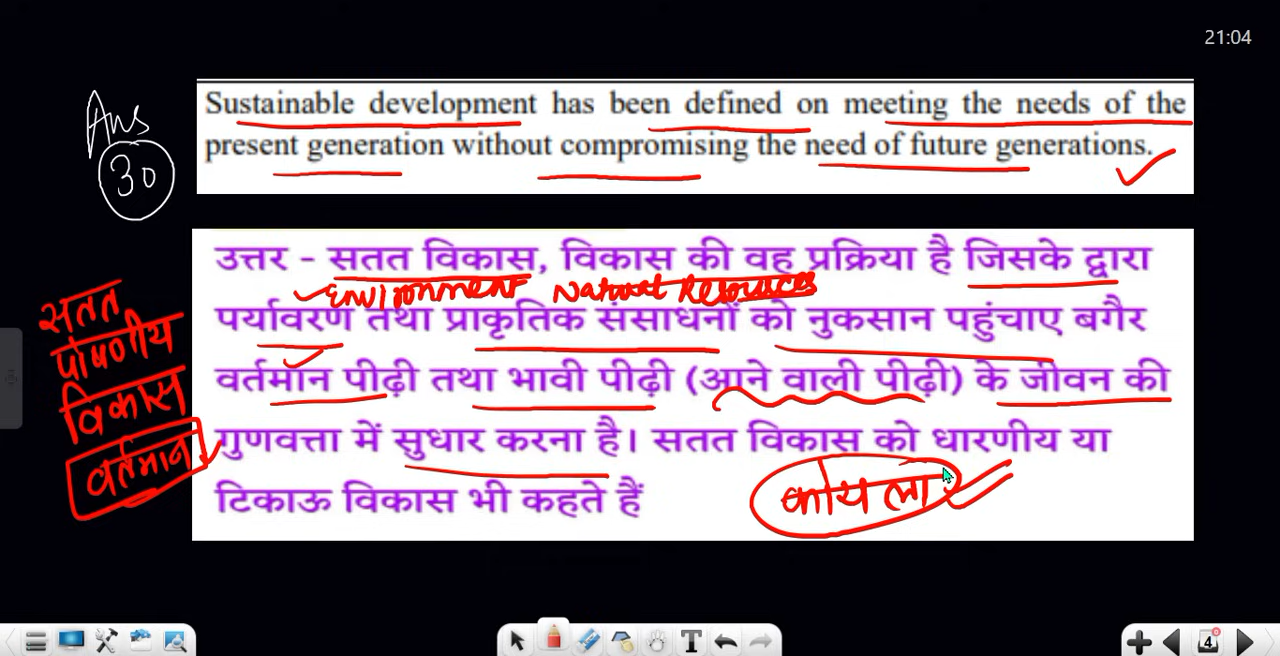 21:04
Ans
30
Sustainable development has been defined on meeting the needs of the
present generation without compromising the need of future generations.
उत्तर - सतत विकास, विकास की वह प्रक्रिया है जिसके द्वारा
Environment Natural Resources
पर्यावरण तथा प्राकृतिक संसाधनों को नुकसान पहुंचाए बगैर
वर्तमान पीढ़ी तथा भावी पीढ़ी (आने वाली पीढ़ी) के जीवन की
गुणवत्ता में सुधार करना है। सतत विकास को धारणीय या
टिकाऊ विकास भी कहते हैं
कोयला
सतत
पोषणीय
विकास
वर्तमान
T
4